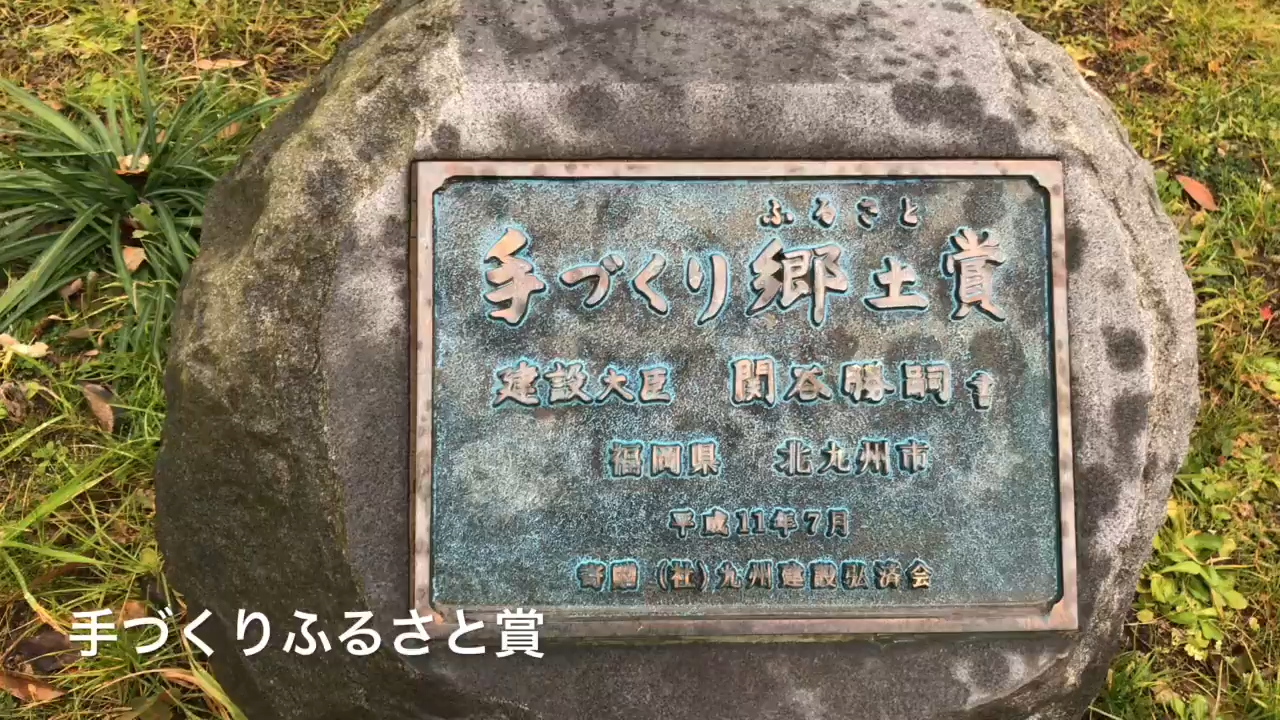 ふるさと
手づくり郷土賞
建設大臣 関谷勝嗣 書
福岡県 北九州市
平成11年7月
寄贈 (社)九州建設弘済会
手づくりふるさと賞